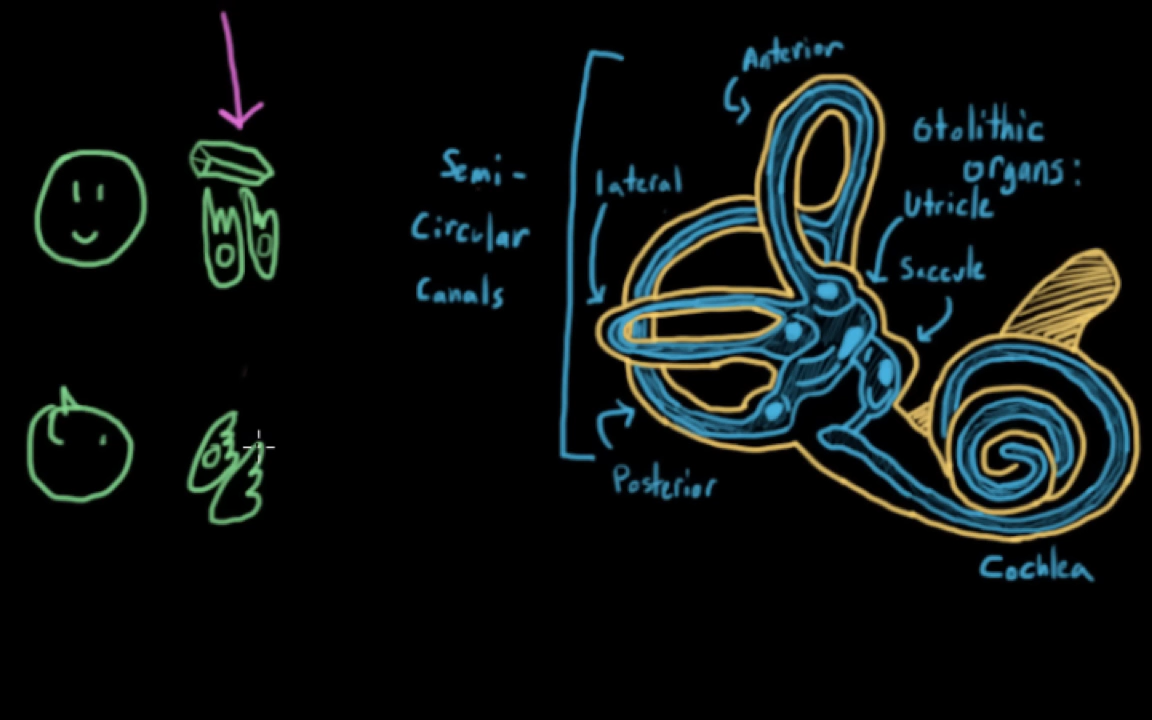 Semi-
Circular
Canals
Anterior
lateral
Posterior
Otolithic
organs:
Utricle
Saccule
Cochlea